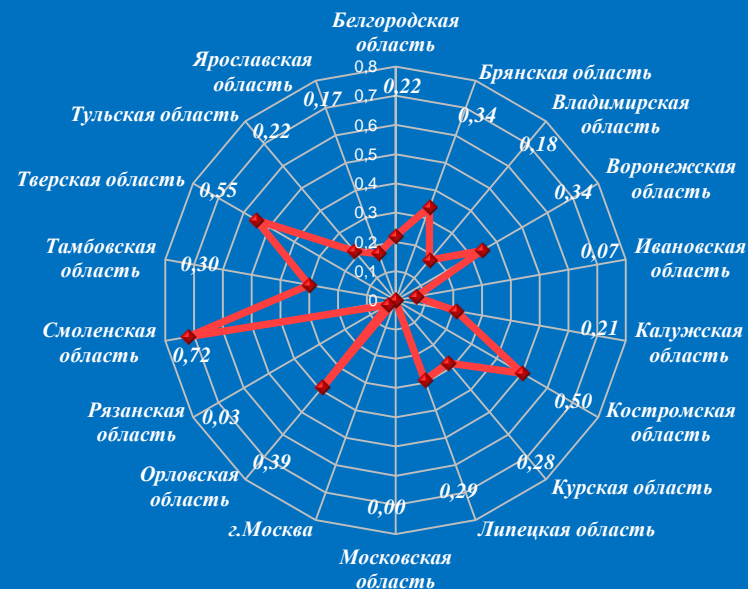 Белгородская
область
Ярославская
область
Брянская область
Тульская область
Владимирская
область
Тверская область
Воронежская
область
Тамбовская
область
Ивановская
область
Смоленская
область
Калужская
область
Рязанская
область
Костромская
область
Орловская
область
Курская область
г.Москва
Липецкая область
Московская
область
0,8
0,7
0,6
0,5
0,4
0,3
0,2
0,1
0
0,22
0,34
0,18
0,34
0,07
0,21
0,50
0,28
0,29
0,00
0,39
0,03
0,72
0,30
0,55
0,22
0,17